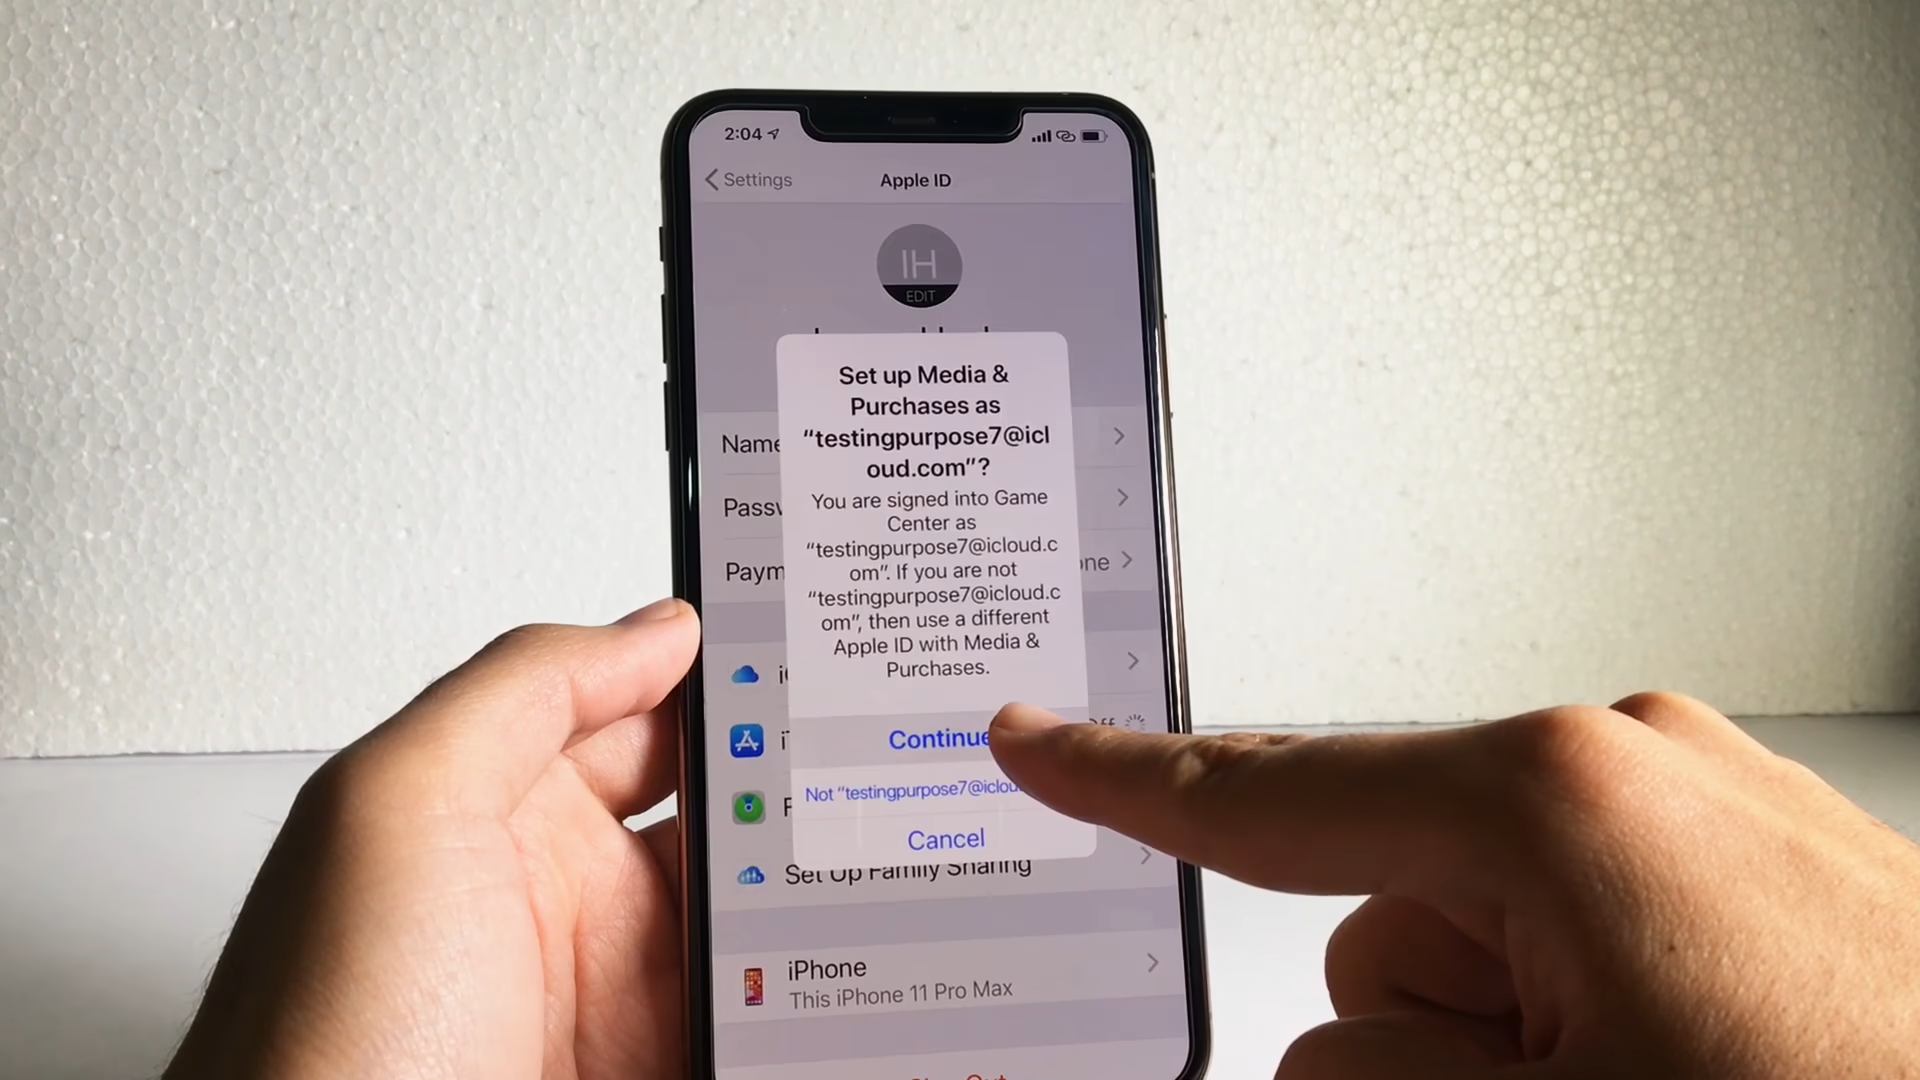 2:04
Settings
Apple ID
IH
EDIT
Set up Media &
Purchases as
“testingpurpose7@icl
oud.com”?
You are signed into Game
Center as
“testingpurpose7@icloud.c
om”. If you are not
“testingpurpose7@icloud.c
om”, then use a different
Apple ID with Media &
Purchases.
Continue
Not “testingpurpose7@iclou
Cancel
Name
Set Up Family Sharing
iPhone
This iPhone 11 Pro Max